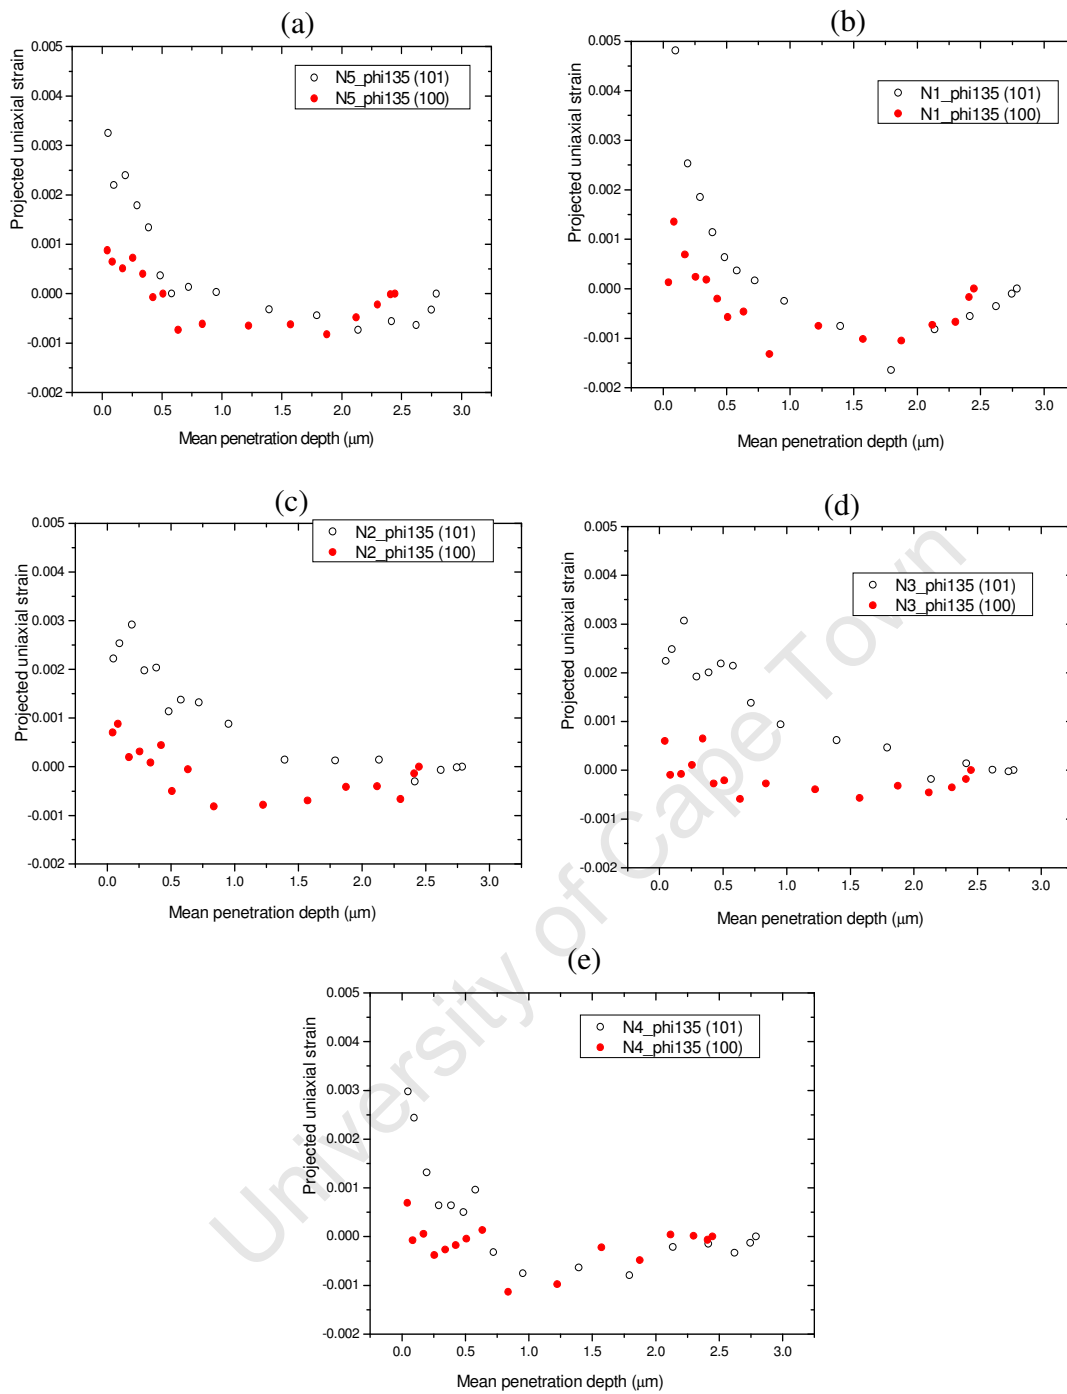 (a)
0.005
0.004
0.003
0.002
0.001
0.000
-0.001
-0.002
Projected uniaxial strain
N5_phi135 (101)
N5_phi135 (100)
0.0 0.5 1.0 1.5 2.0 2.5 3.0
Mean penetration depth (μm)
(b)
0.005
0.004
0.003
0.002
0.001
0.000
-0.001
-0.002
Projected uniaxial strain
N1_phi135 (101)
N1_phi135 (100)
0.0 0.5 1.0 1.5 2.0 2.5 3.0
Mean penetration depth (μm)
(c)
0.005
0.004
0.003
0.002
0.001
0.000
-0.001
-0.002
Projected uniaxial strain
N2_phi135 (101)
N2_phi135 (100)
0.0 0.5 1.0 1.5 2.0 2.5 3.0
Mean penetration depth (μm)
(d)
0.005
0.004
0.003
0.002
0.001
0.000
-0.001
-0.002
Projected uniaxial strain
N3_phi135 (101)
N3_phi135 (100)
0.0 0.5 1.0 1.5 2.0 2.5 3.0
Mean penetration depth (μm)
(e)
0.005
0.004
0.003
0.002
0.001
0.000
-0.001
-0.002
Projected uniaxial strain
N4_phi135 (101)
N4_phi135 (100)
0.0 0.5 1.0 1.5 2.0 2.5 3.0
Mean penetration depth (μm)
University of Cape Town